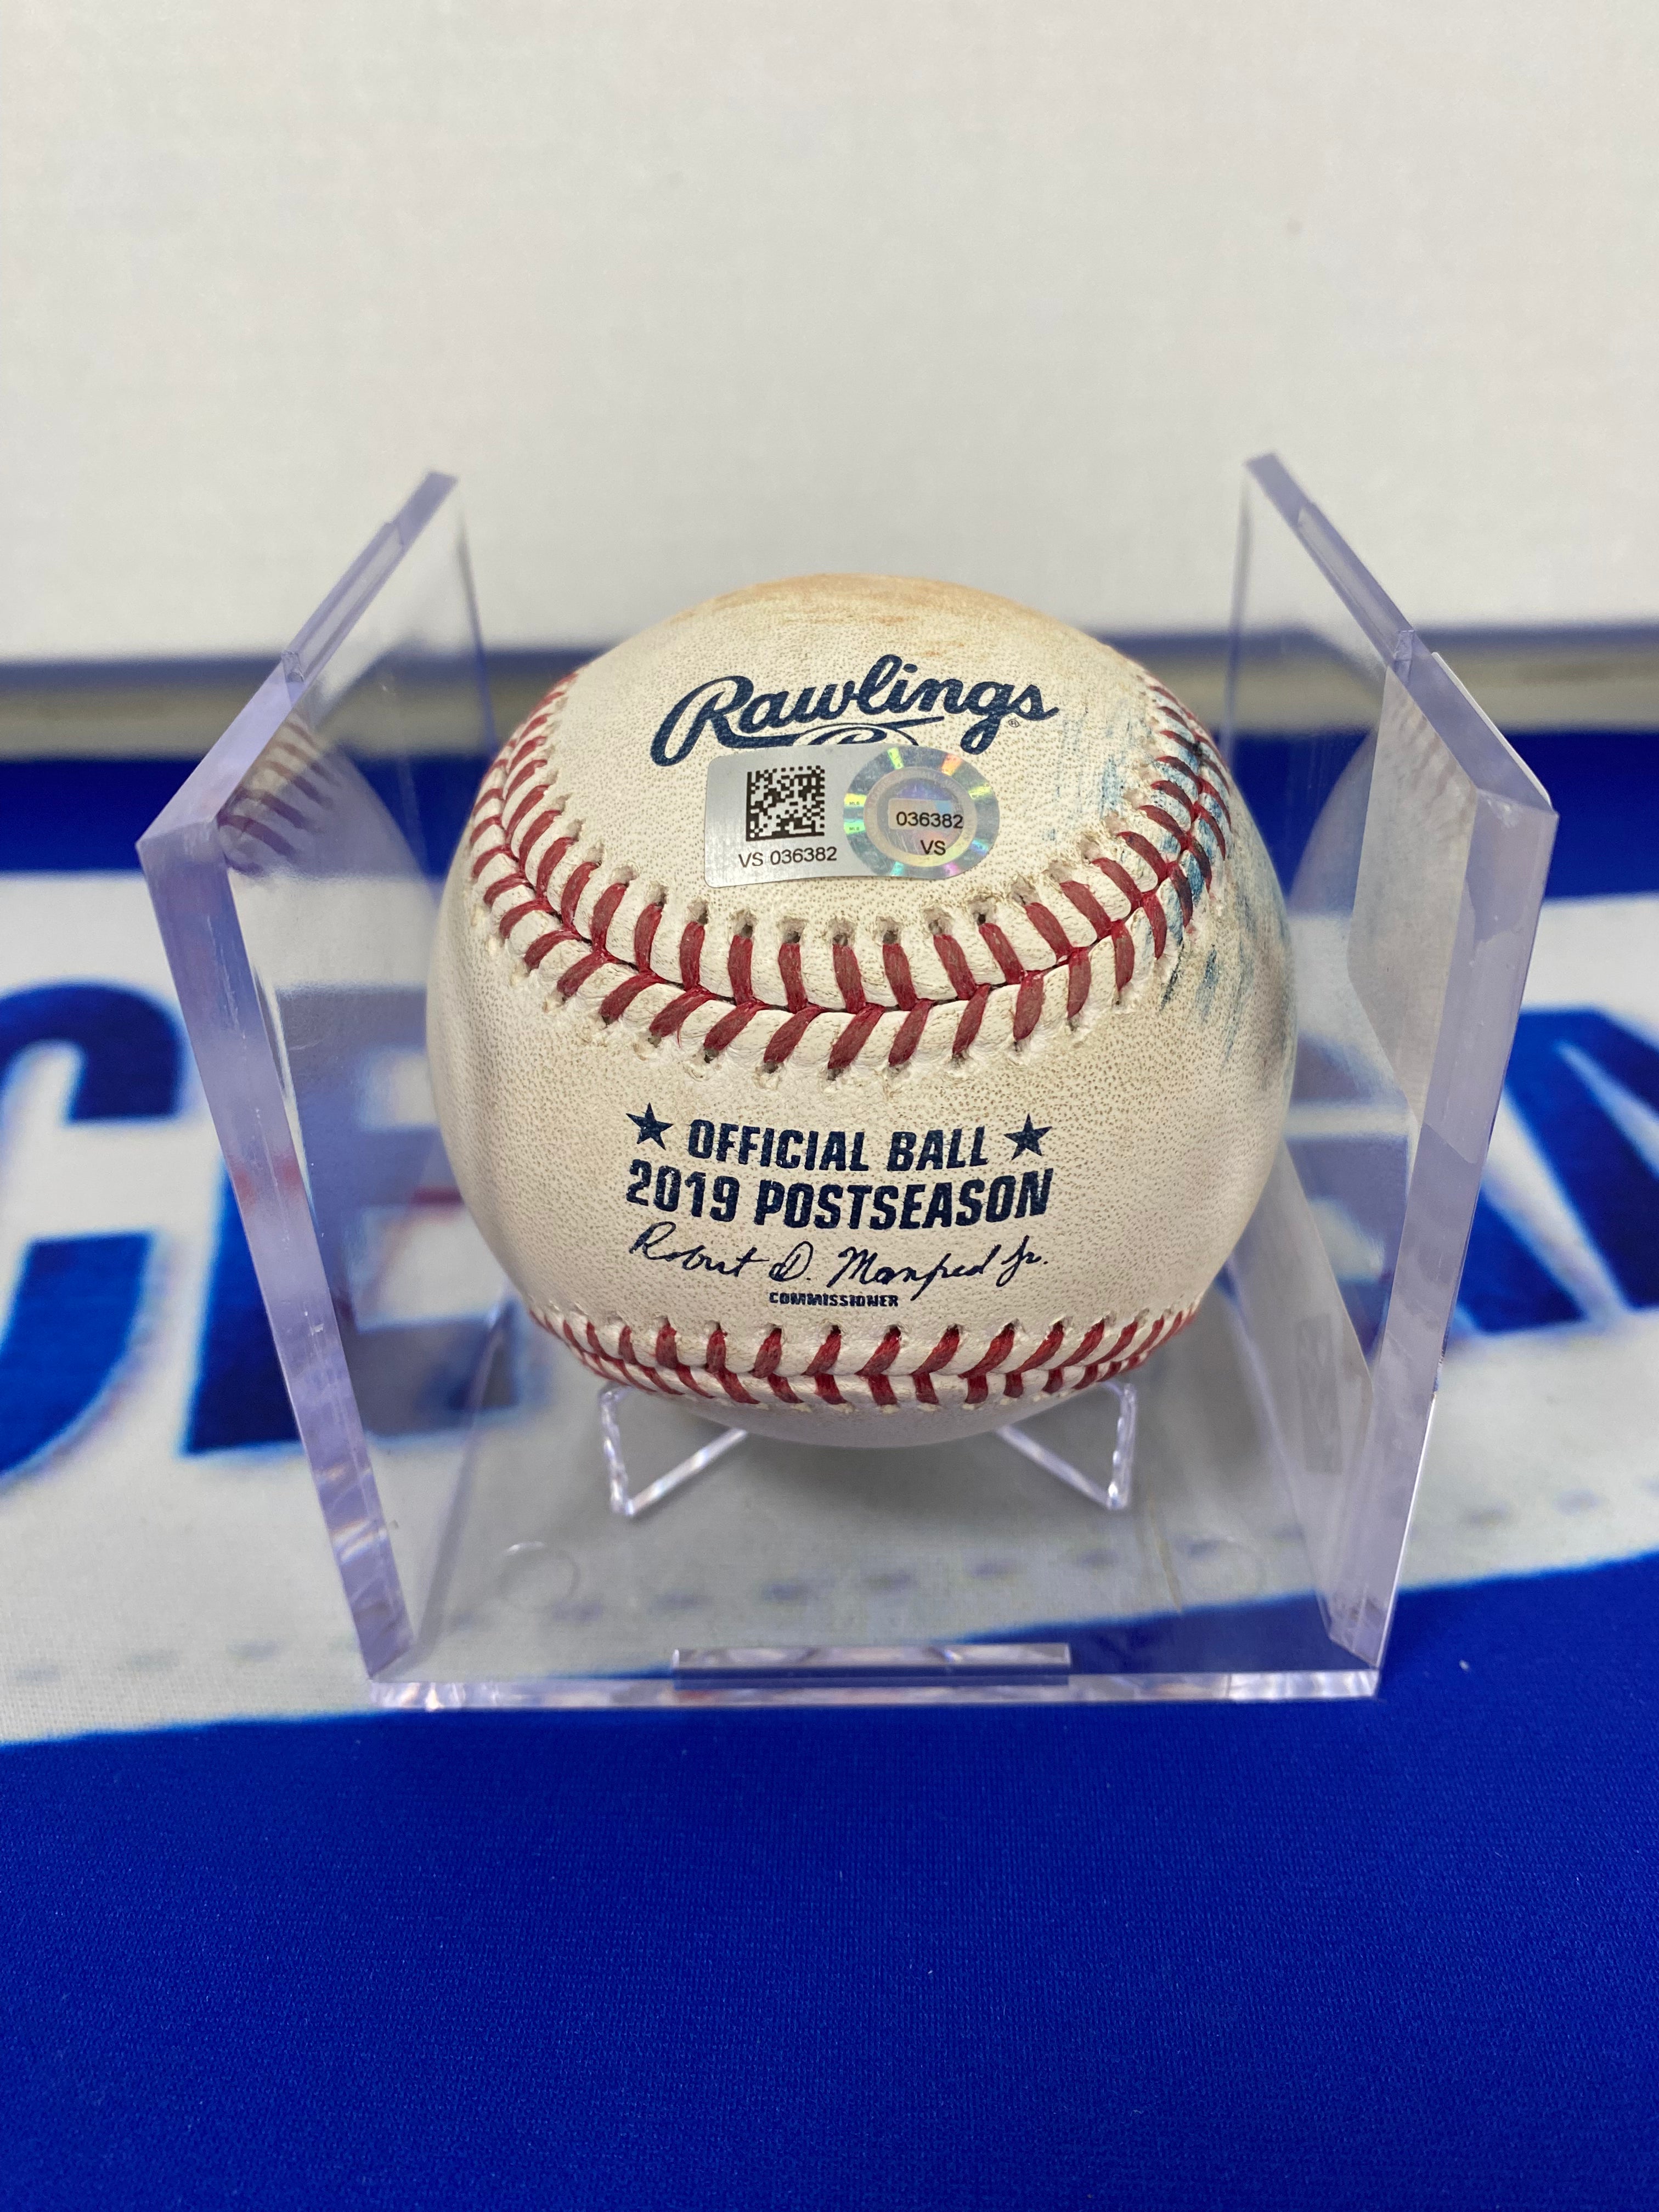 Rawlings®
036382
VS
VS 036382
★ OFFICIAL BALL ★
2019 POSTSEASON
Robert D. Manfred Jr.
COMMISSIONER